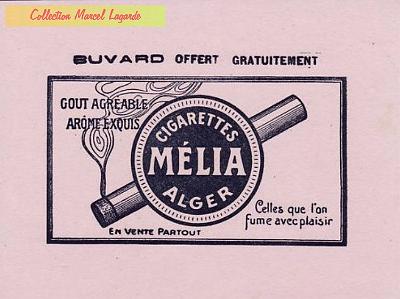 Collection Marcel Lagarde
BUVARD OFFERT GRATUITEMENT
GOUT AGREABLE
AROME EXQUIS
CIGARETTES
MÉLIA
ALGER
Celles que l'on
fume avec plaisir
EN VENTE PARTOUT